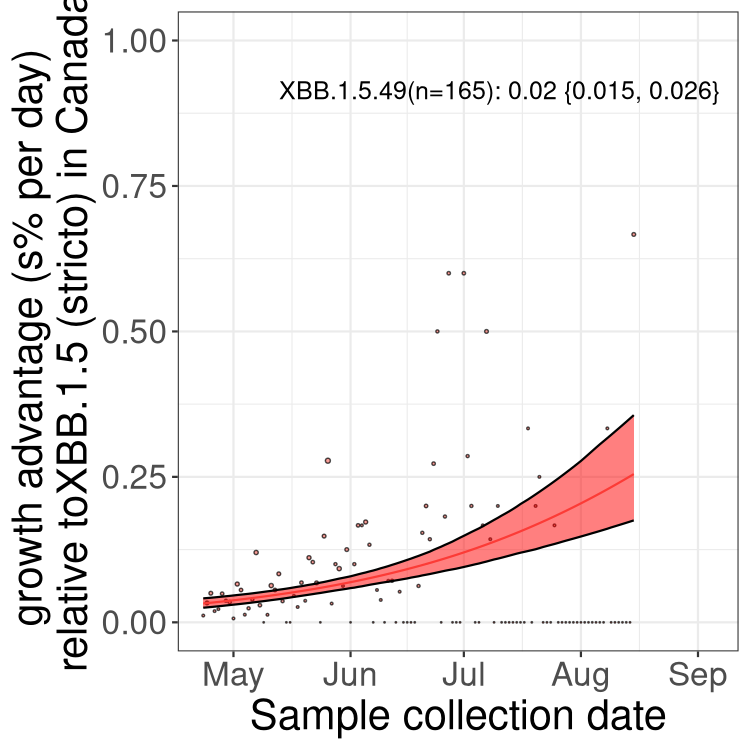 growth advantage (s% per day)
relative toXBB.1.5 (stricto) in Canada
1.00
0.75
0.50
0.25
0.00
XBB.1.5.49(n=165): 0.02 {0.015, 0.026}
May Jun Jul Aug Sep
Sample collection date